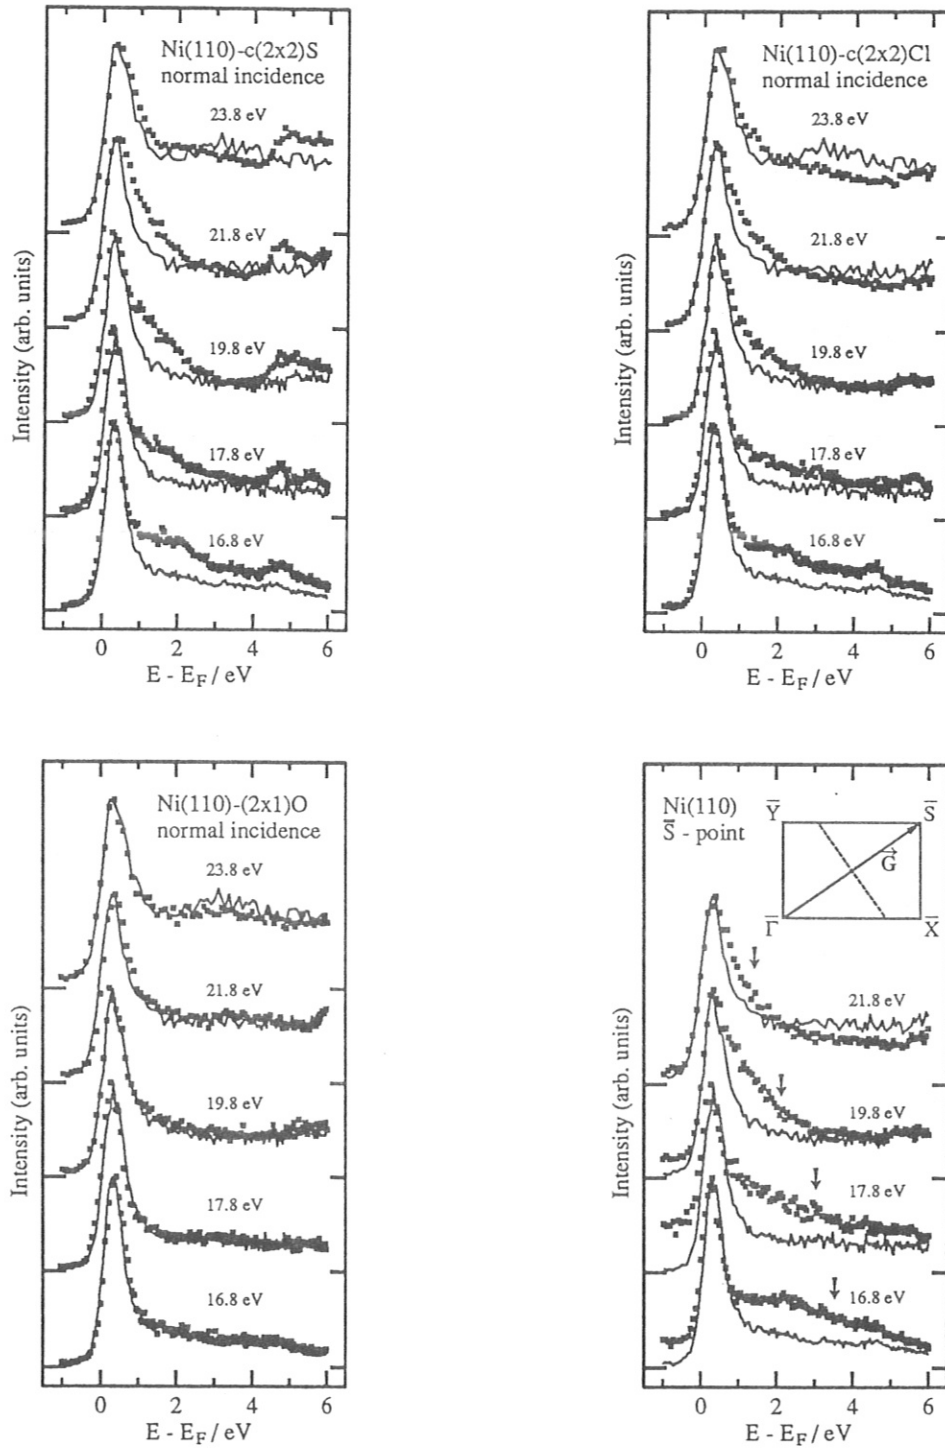 Ni(110)-c(2x2)S
normal incidence
23.8 eV
21.8 eV
19.8 eV
17.8 eV
16.8 eV
Intensity (arb. units)
0 2 4 6
E - E_F / eV
Ni(110)-c(2x2)Cl
normal incidence
23.8 eV
21.8 eV
19.8 eV
17.8 eV
16.8 eV
Intensity (arb. units)
0 2 4 6
E - E_F / eV
Ni(110)-(2x1)O
normal incidence
23.8 eV
21.8 eV
19.8 eV
17.8 eV
16.8 eV
Intensity (arb. units)
0 2 4 6
E - E_F / eV
Ni(110)
S̅ - point
Y̅ S̅
G⃗
Γ̅ X̅
21.8 eV
19.8 eV
17.8 eV
16.8 eV
Intensity (arb. units)
0 2 4 6
E - E_F / eV